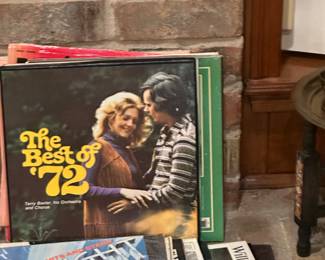 The
Best of
'72
Terry Baxter, his Orchestra
and Chorus